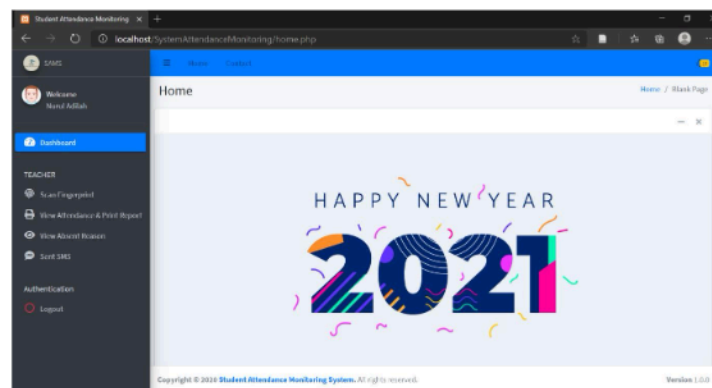 Student Attendance Monitoring
localhost/SystemAttendanceMonitoring/home.php
SAMS
Home Contact
Welcome
Nurul Adilah
Home
Home / Blank Page
Dashboard
TEACHER
Scan Fingerprint
View Attendance & Print Report
View Absent Reason
Sent SMS
Authentication
Logout
HAPPY NEW YEAR
2021
Copyright © 2020 Student Attendance Monitoring System. All rights reserved.
Version 1.0.0